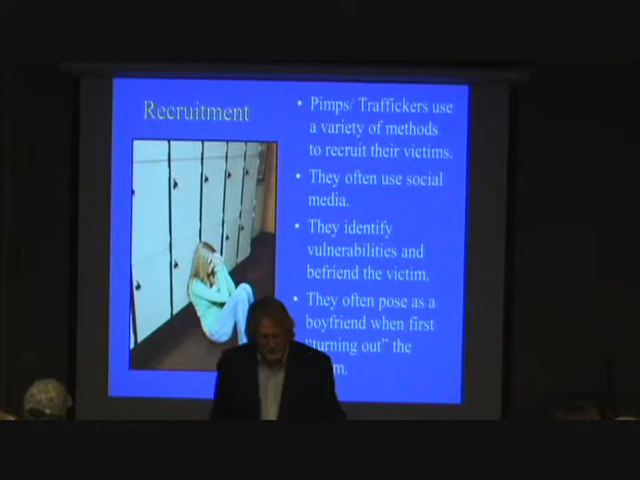 Recruitment
• Pimps/ Traffickers use
a variety of methods
to recruit their victims.
• They often use social
media.
• They identify
vulnerabilities and
befriend the victim.
• They often pose as a
boyfriend when first
“turning out” the